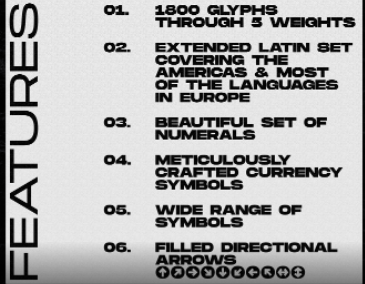 FEATURES
01. 1800 GLYPHS
THROUGH 5 WEIGHTS
02. EXTENDED LATIN SET
COVERING THE
AMERICAS & MOST
OF THE LANGUAGES
IN EUROPE
03. BEAUTIFUL SET OF
NUMERALS
04. METICULOUSLY
CRAFTED CURRENCY
SYMBOLS
05. WIDE RANGE OF
SYMBOLS
06. FILLED DIRECTIONAL
ARROWS